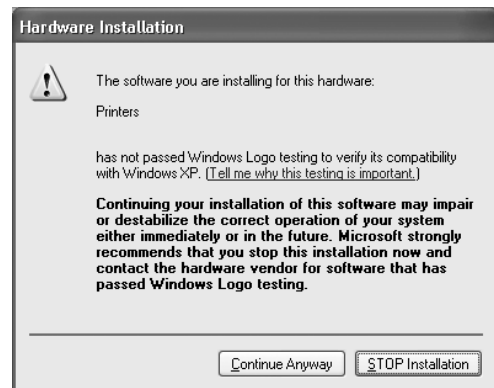 Hardware Installation
The software you are installing for this hardware:
Printers
has not passed Windows Logo testing to verify its compatibility
with Windows XP. (Tell me why this testing is important.)
Continuing your installation of this software may impair
or destabilize the correct operation of your system
either immediately or in the future. Microsoft strongly
recommends that you stop this installation now and
contact the hardware vendor for software that has
passed Windows Logo testing.
Continue Anyway
STOP Installation